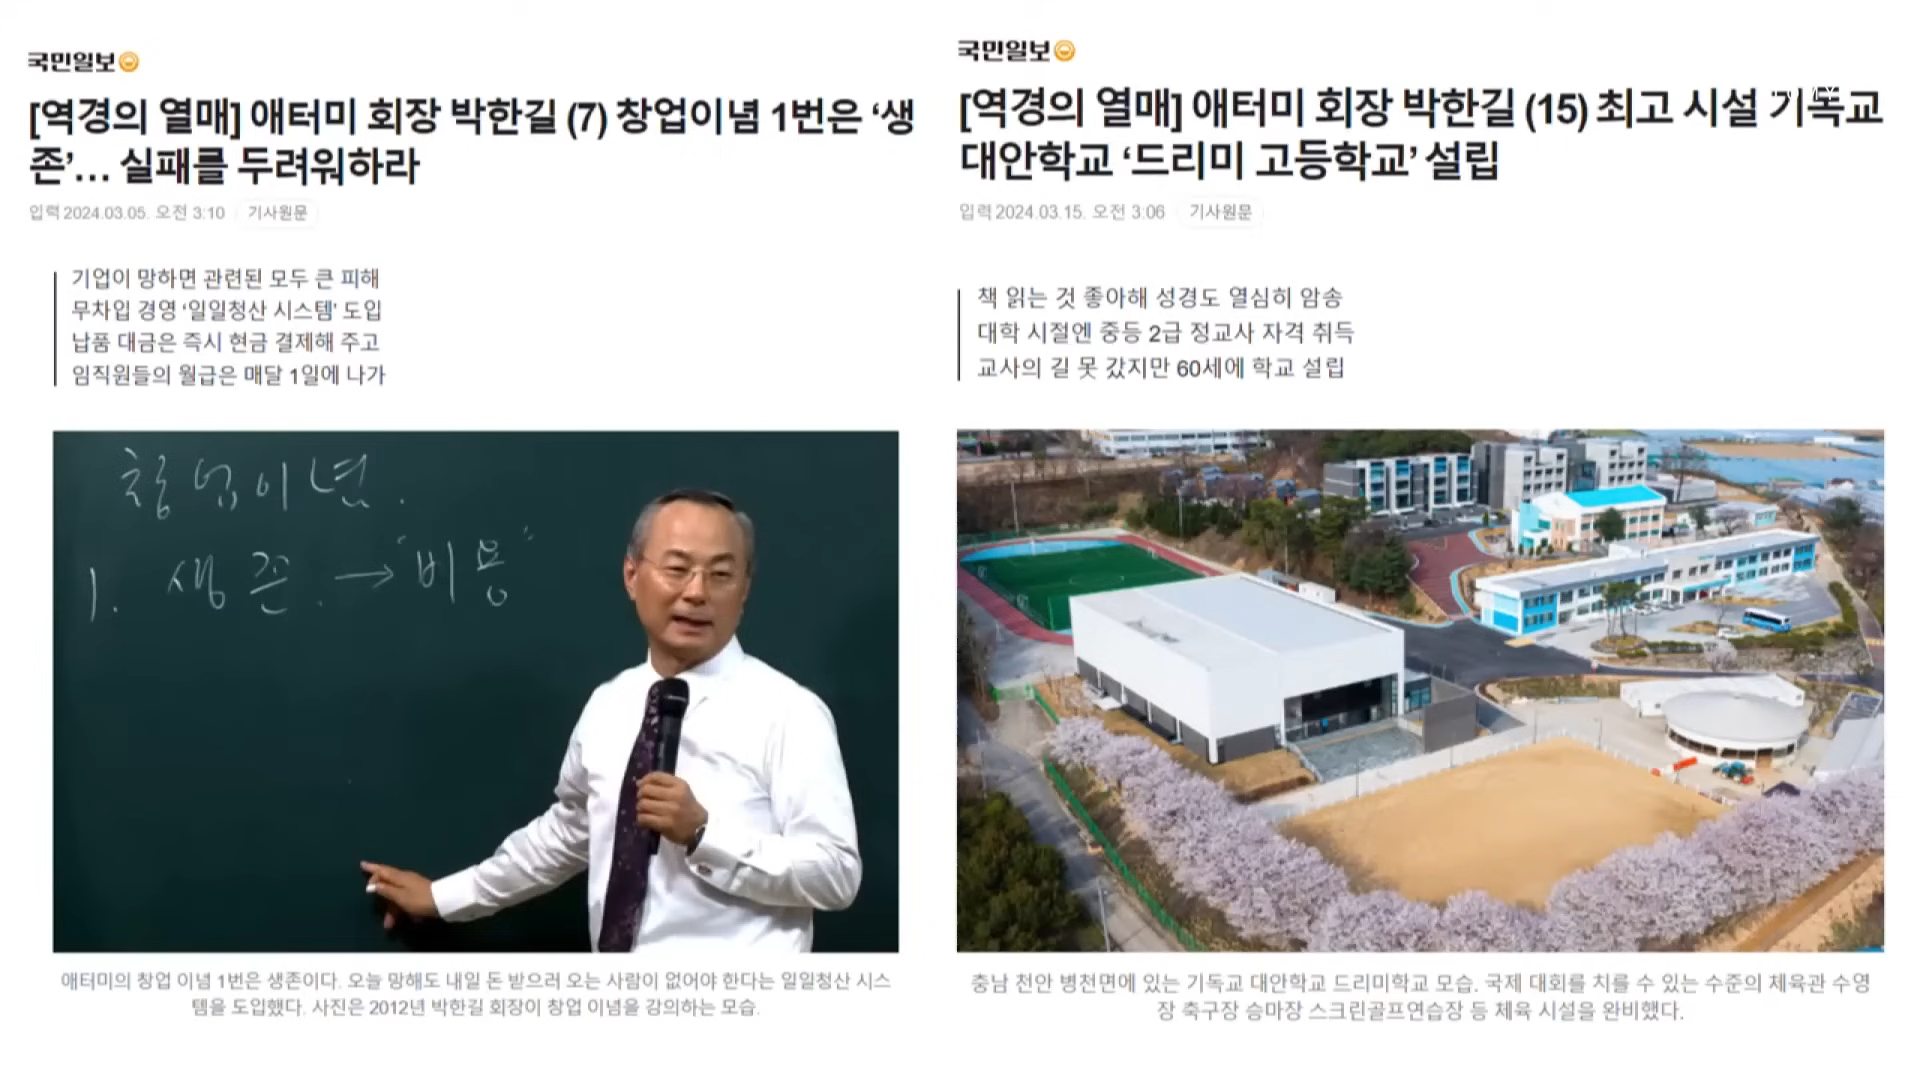 국민일보
[역경의 열매] 애터미 회장 박한길 (7) 창업이념 1번은 ‘생
존’… 실패를 두려워하라
입력 2024.03.05. 오전 3:10 기사원문
기업이 망하면 관련된 모두 큰 피해
무차입 경영 ‘일일청산 시스템’ 도입
납품 대금은 즉시 현금 결제해 주고
임직원들의 월급은 매달 1일에 나가
창업이념.
1. 생존. → ‘비용’
애터미의 창업 이념 1번은 생존이다. 오늘 망해도 내일 돈 받으러 오는 사람이 없어야 한다는 일일청산 시스
템을 도입했다. 사진은 2012년 박한길 회장이 창업 이념을 강의하는 모습.
국민일보
[역경의 열매] 애터미 회장 박한길 (15) 최고 시설 기독교
대안학교 ‘드리미 고등학교’ 설립
입력 2024.03.15. 오전 3:06 기사원문
책 읽는 것 좋아해 성경도 열심히 암송
대학 시절엔 중등 2급 정교사 자격 취득
교사의 길 못 갔지만 60세에 학교 설립
충남 천안 병천면에 있는 기독교 대안학교 드리미학교 모습. 국제 대회를 치를 수 있는 수준의 체육관 수영
장 축구장 승마장 스크린골프연습장 등 체육 시설을 완비했다.